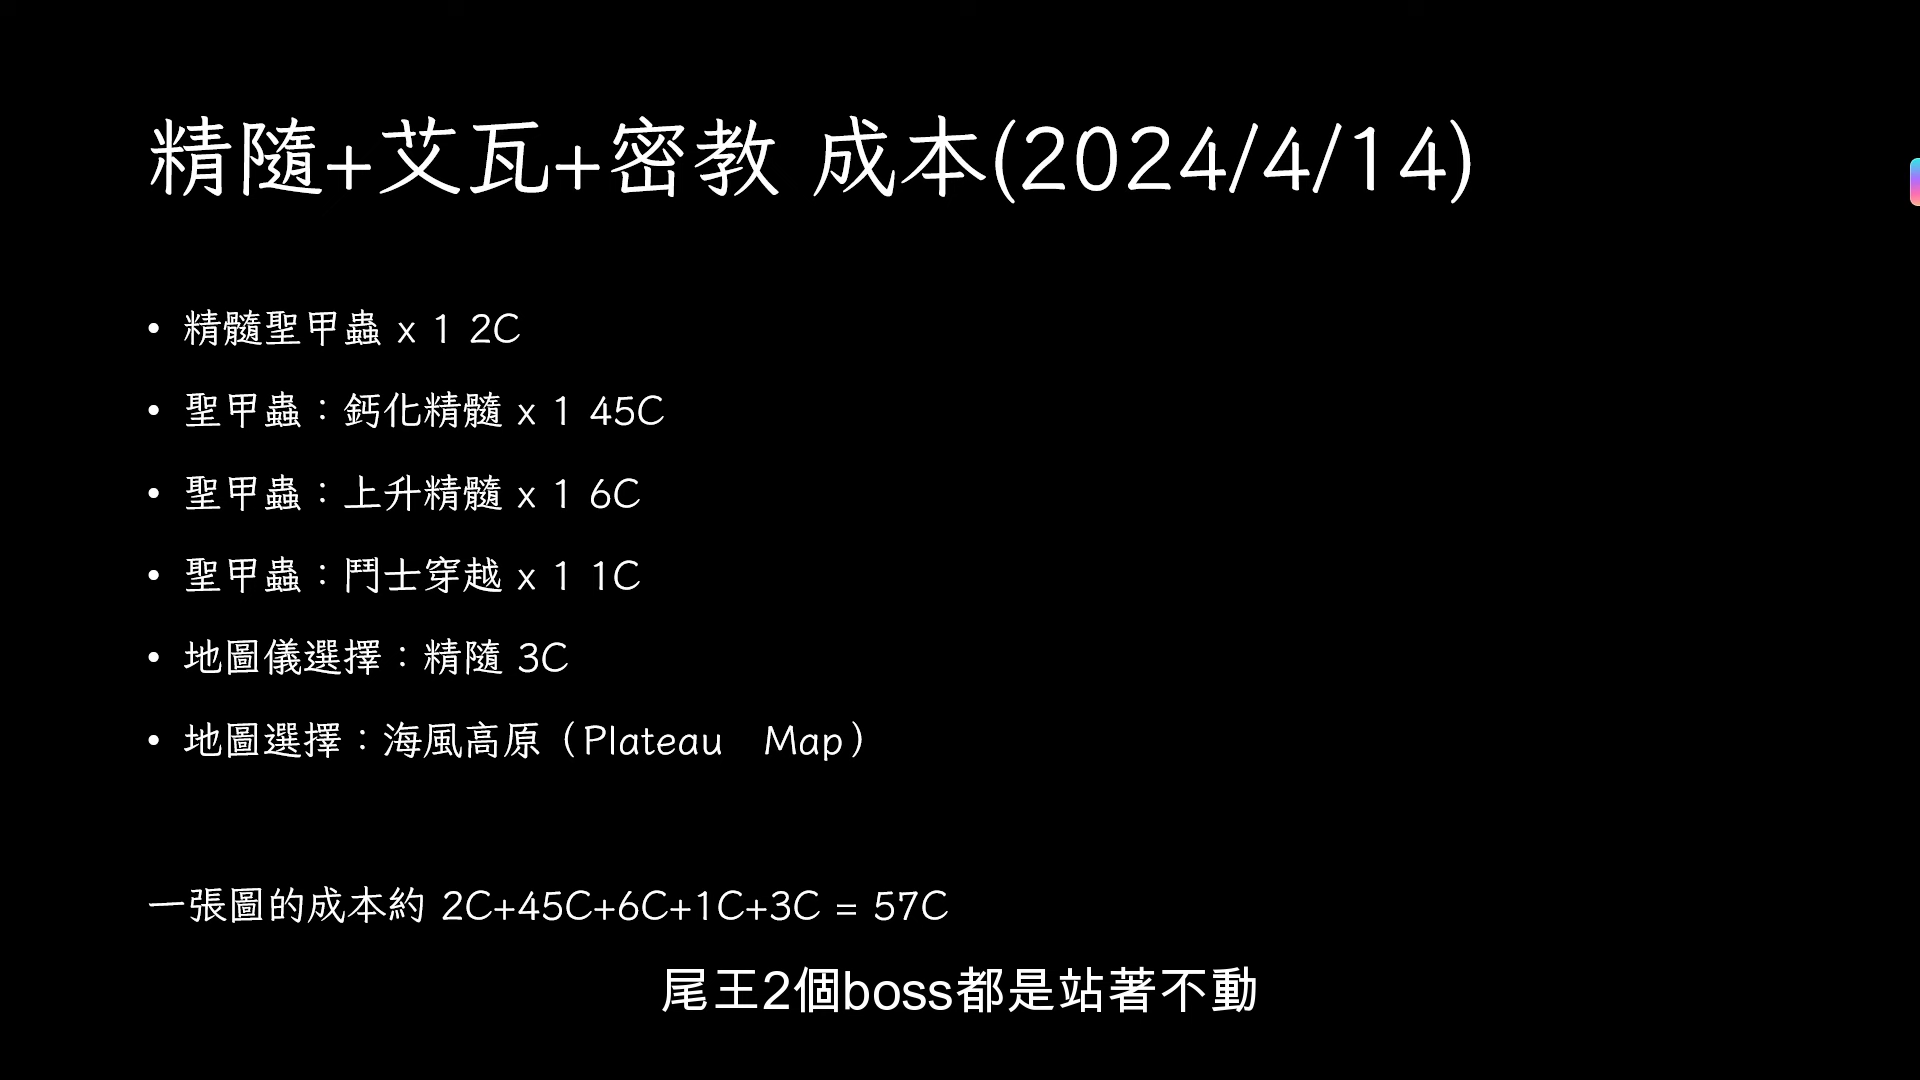 精隨+艾瓦+密教 成本(2024/4/14)
• 精髓聖甲蟲 x 1 2C
• 聖甲蟲：鈣化精髓 x 1 45C
• 聖甲蟲：上升精髓 x 1 6C
• 聖甲蟲：鬥士穿越 x 1 1C
• 地圖儀選擇：精隨 3C
• 地圖選擇：海風高原（Plateau　Map）
一張圖的成本約 2C+45C+6C+1C+3C = 57C
尾王2個boss都是站著不動